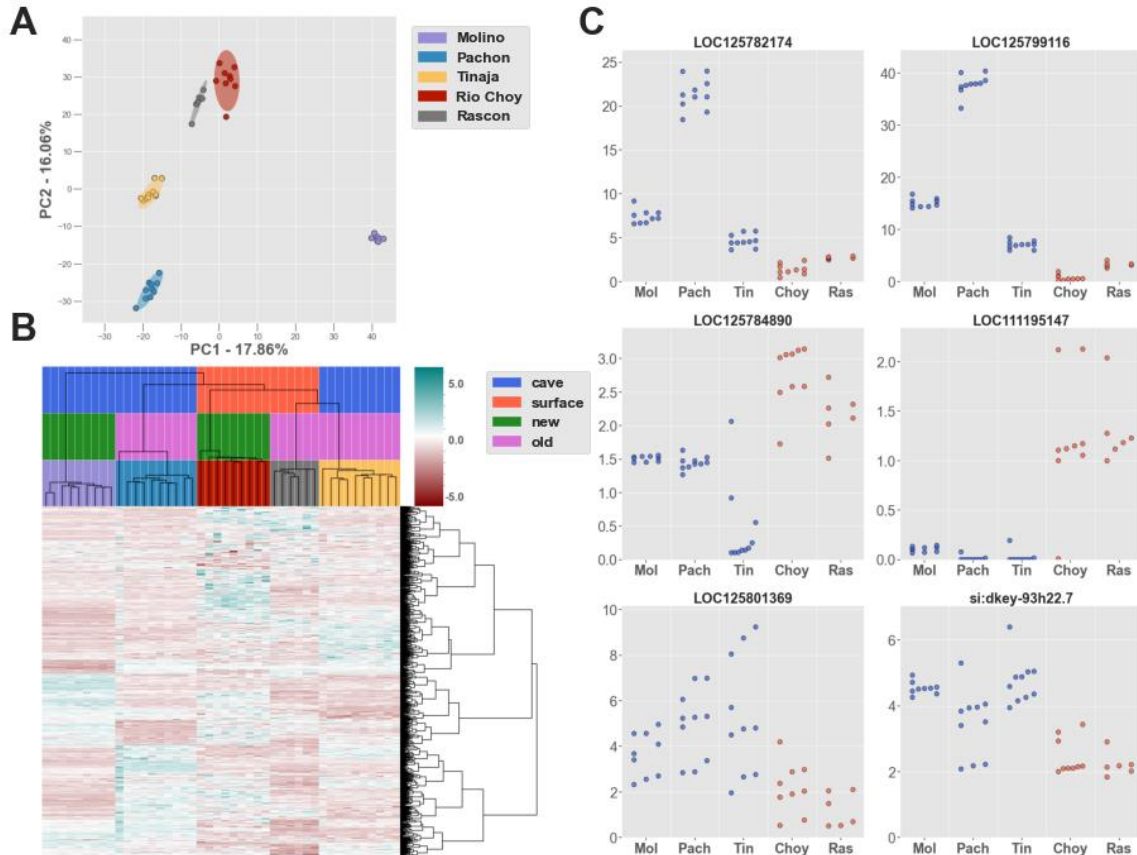 A
PC2 - 16.06%
40
30
20
10
0
−10
−20
−30
−30
−20
−10
0
10
20
30
40
PC1 - 17.86%
Molino
Pachon
Tinaja
Rio Choy
Rascon
B
5.0
2.5
0.0
−2.5
−5.0
cave
surface
new
old
C
LOC125782174
25
20
15
10
5
0
Mol Pach Tin Choy Ras
LOC125799116
40
30
20
10
0
Mol Pach Tin Choy Ras
LOC125784890
3.0
2.5
2.0
1.5
1.0
0.5
0.0
Mol Pach Tin Choy Ras
LOC111195147
2.0
1.5
1.0
0.5
0.0
Mol Pach Tin Choy Ras
LOC125801369
10
8
6
4
2
0
Mol Pach Tin Choy Ras
si:dkey-93h22.7
6
4
2
0
Mol Pach Tin Choy Ras